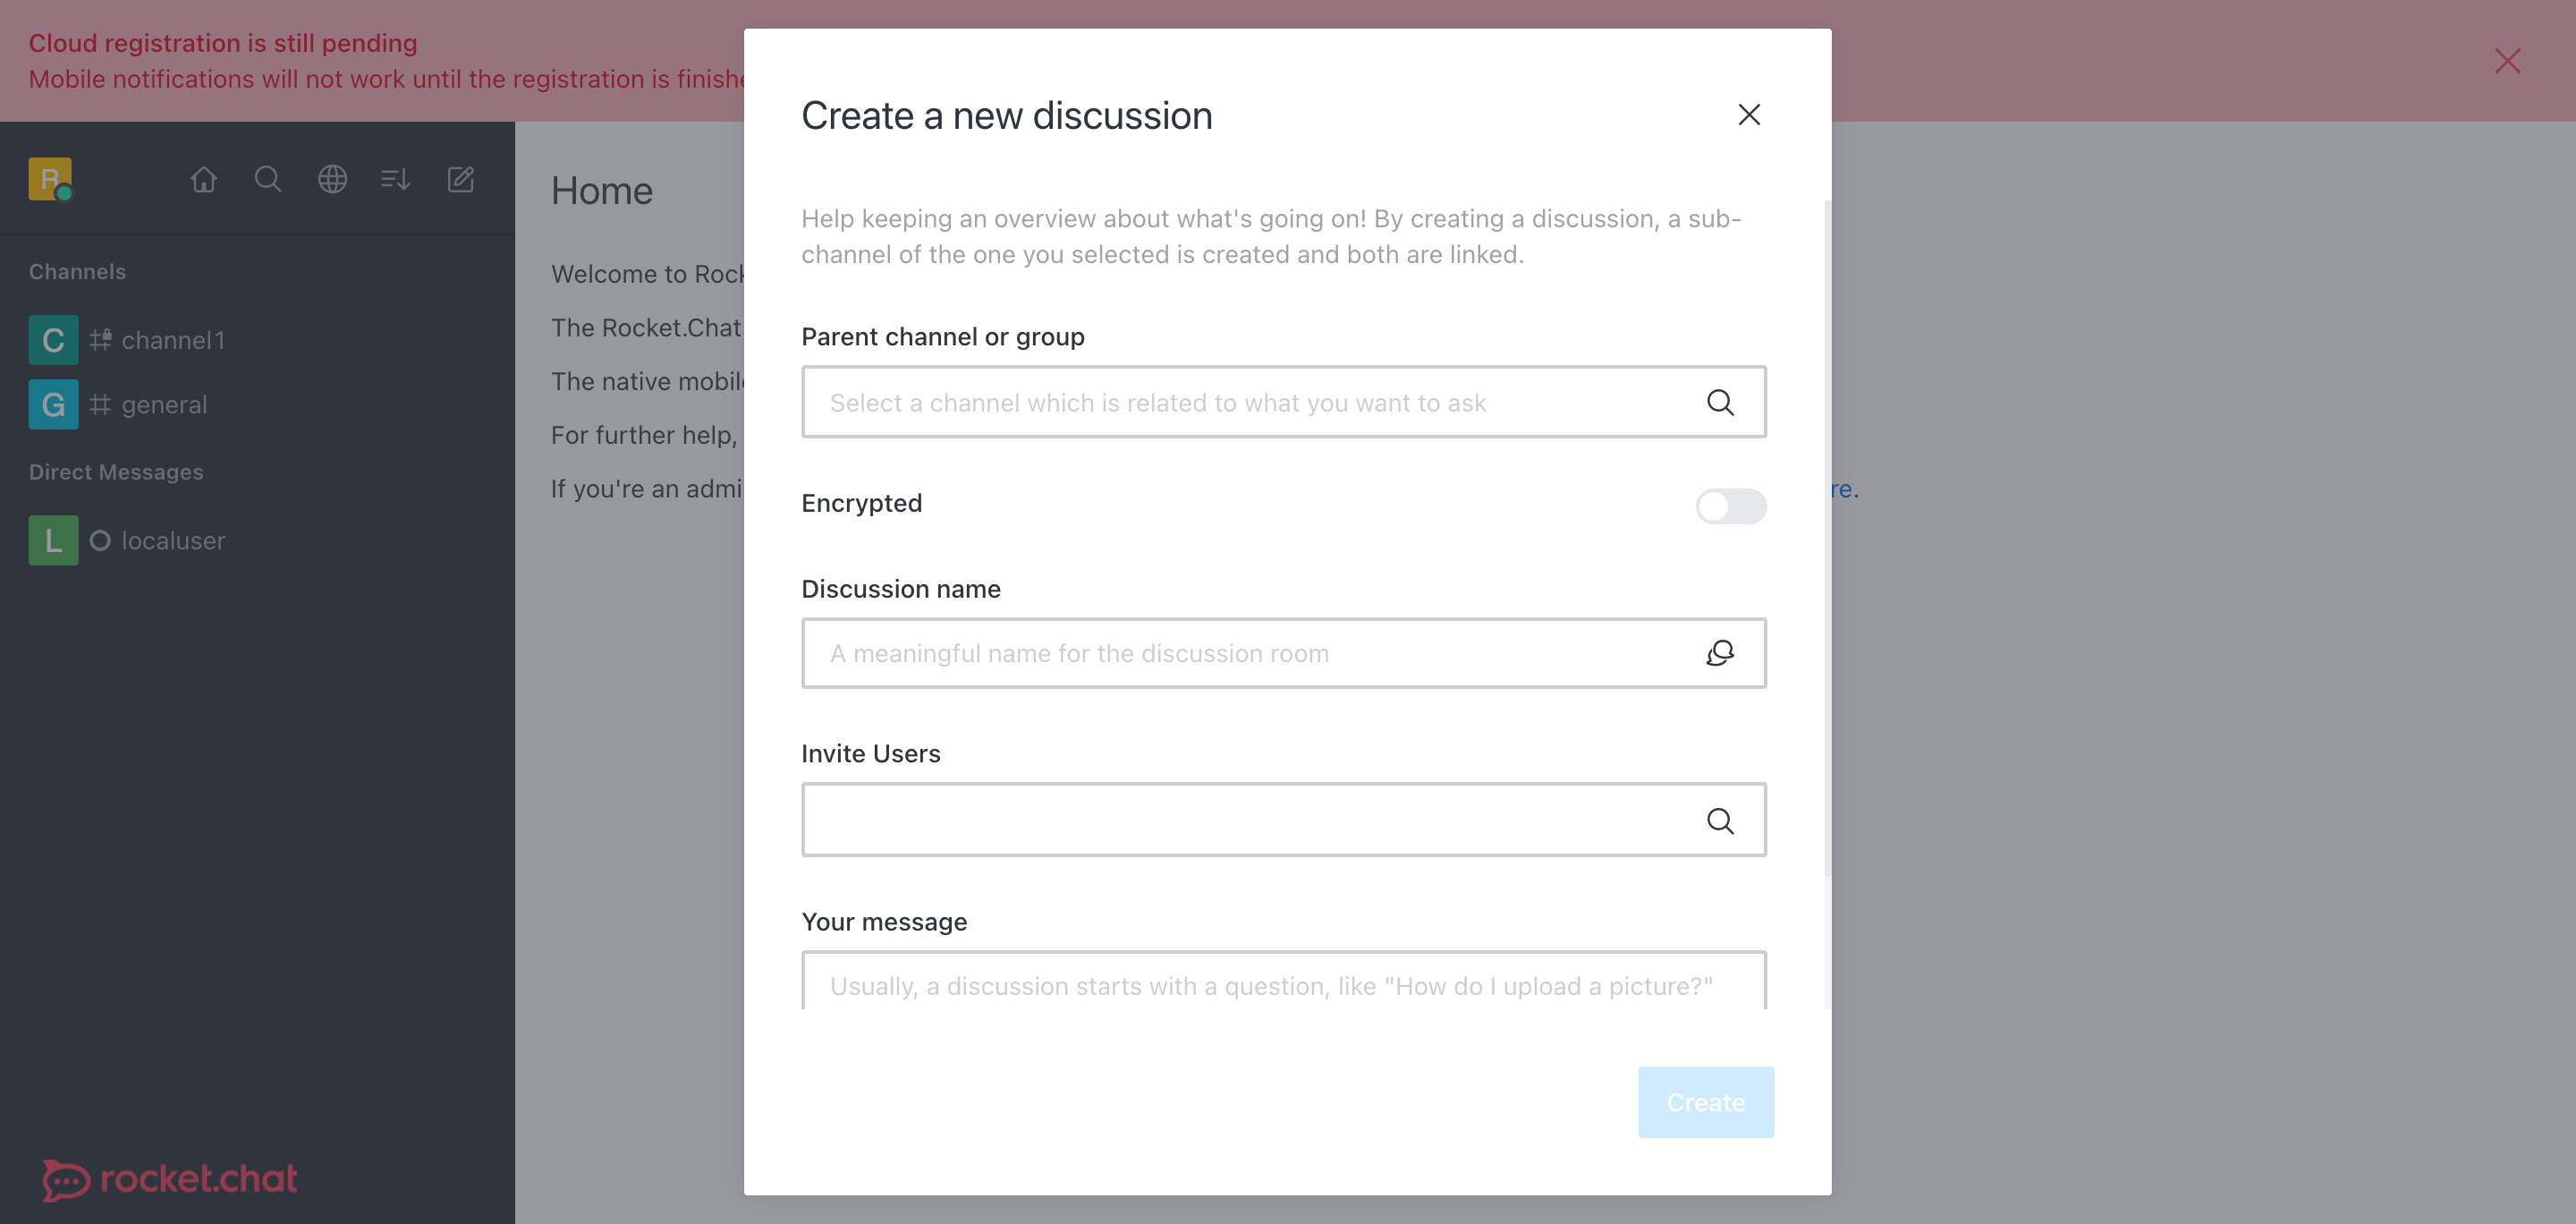 Cloud registration is still pending
Mobile notifications will not work until the registration is
R
Channels
C channel1
G general
Direct Messages
L localuser
rocket.chat
Home
Welcome to
The Rocket.Chat
The native
For further help,
If you're an
re.
Create a new discussion
Help keeping an overview about what's going on! By creating a discussion, a sub-
channel of the one you selected is created and both are linked.
Parent channel or group
Select a channel which is related to what you want to ask
Encrypted
Discussion name
A meaningful name for the discussion room
Invite Users
Your message
Usually, a discussion starts with a question, like "How do I upload a picture?"
Create